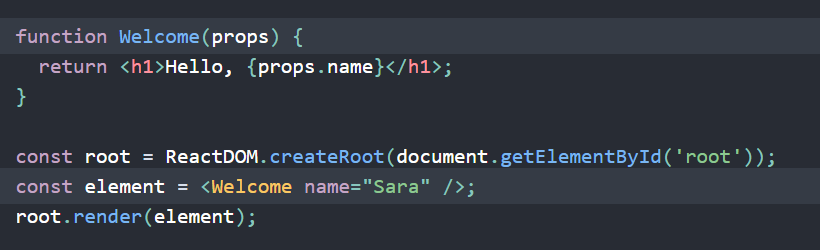 function Welcome(props) {
  return <h1>Hello, {props.name}</h1>;
}

const root = ReactDOM.createRoot(document.getElementById('root'));
const element = <Welcome name="Sara" />;
root.render(element);